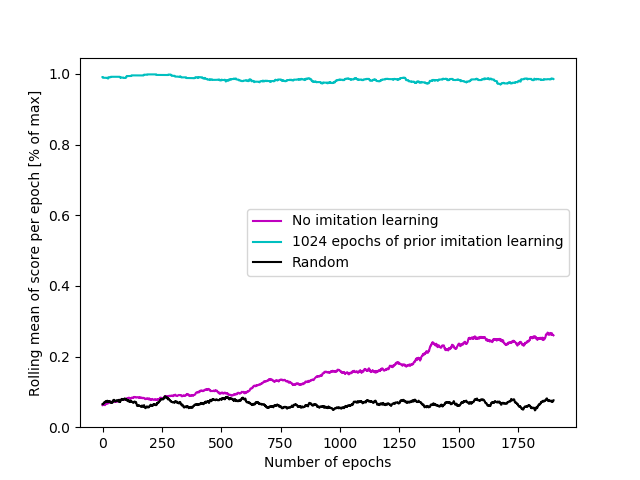 1.0
0.8
0.6
0.4
0.2
0.0
Rolling mean of score per epoch [% of max]
No imitation learning
1024 epochs of prior imitation learning
Random
0 250 500 750 1000 1250 1500 1750
Number of epochs